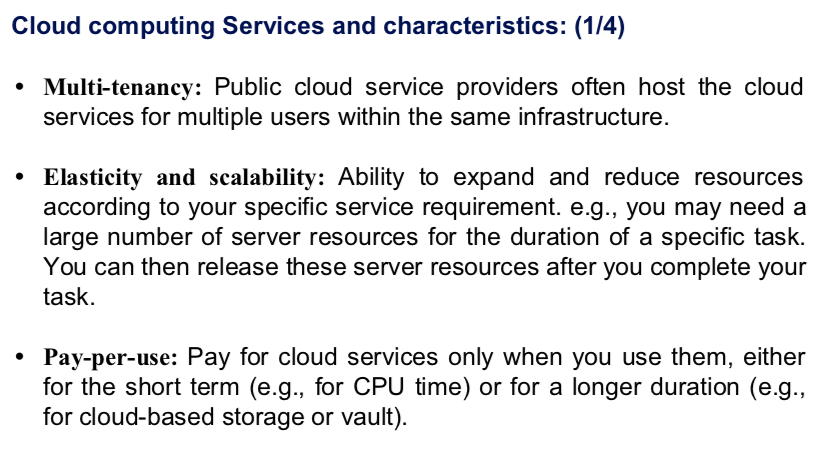 Cloud computing Services and characteristics: (1/4)
• Multi-tenancy: Public cloud service providers often host the cloud
services for multiple users within the same infrastructure.
• Elasticity and scalability: Ability to expand and reduce resources
according to your specific service requirement. e.g., you may need a
large number of server resources for the duration of a specific task.
You can then release these server resources after you complete your
task.
• Pay-per-use: Pay for cloud services only when you use them, either
for the short term (e.g., for CPU time) or for a longer duration (e.g.,
for cloud-based storage or vault).